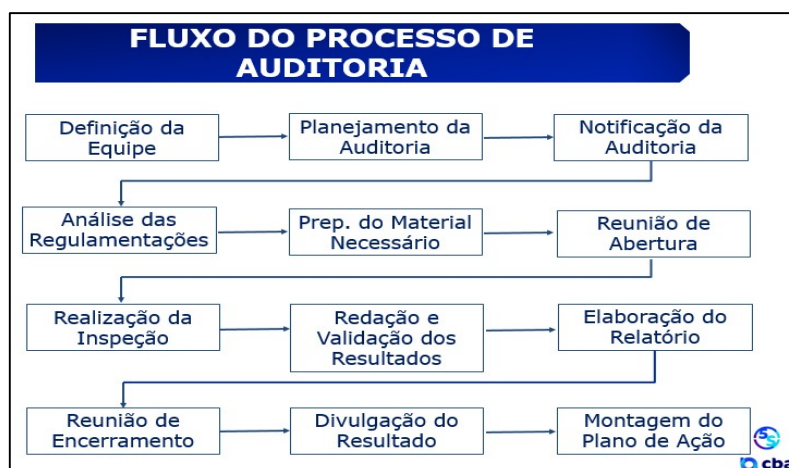 FLUXO DO PROCESSO DE
AUDITORIA
Definição da
Equipe
Planejamento da
Auditoria
Notificação da
Auditoria
Análise das
Regulamentações
Prep. do Material
Necessário
Reunião de
Abertura
Realização da
Inspeção
Redação e
Validação dos
Resultados
Elaboração do
Relatório
Reunião de
Encerramento
Divulgação do
Resultado
Montagem do
Plano de Ação
cba